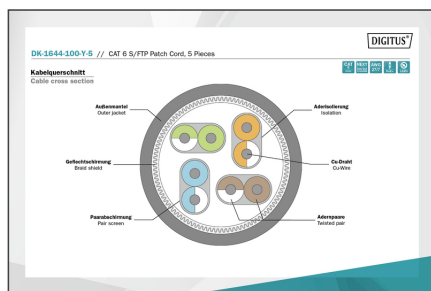 DIGITUS®
DK-1644-100-Y-5 // CAT 6 S/FTP Patch Cord, 5 Pieces
Kabelquerschnitt
Cable cross section
Außenmantel
Outer jacket
Aderisolierung
Isolation
Geflechtschirmung
Braid shield
Cu-Draht
Cu-Wire
Paarabschirmung
Pair screen
Adernpaare
Twisted pair